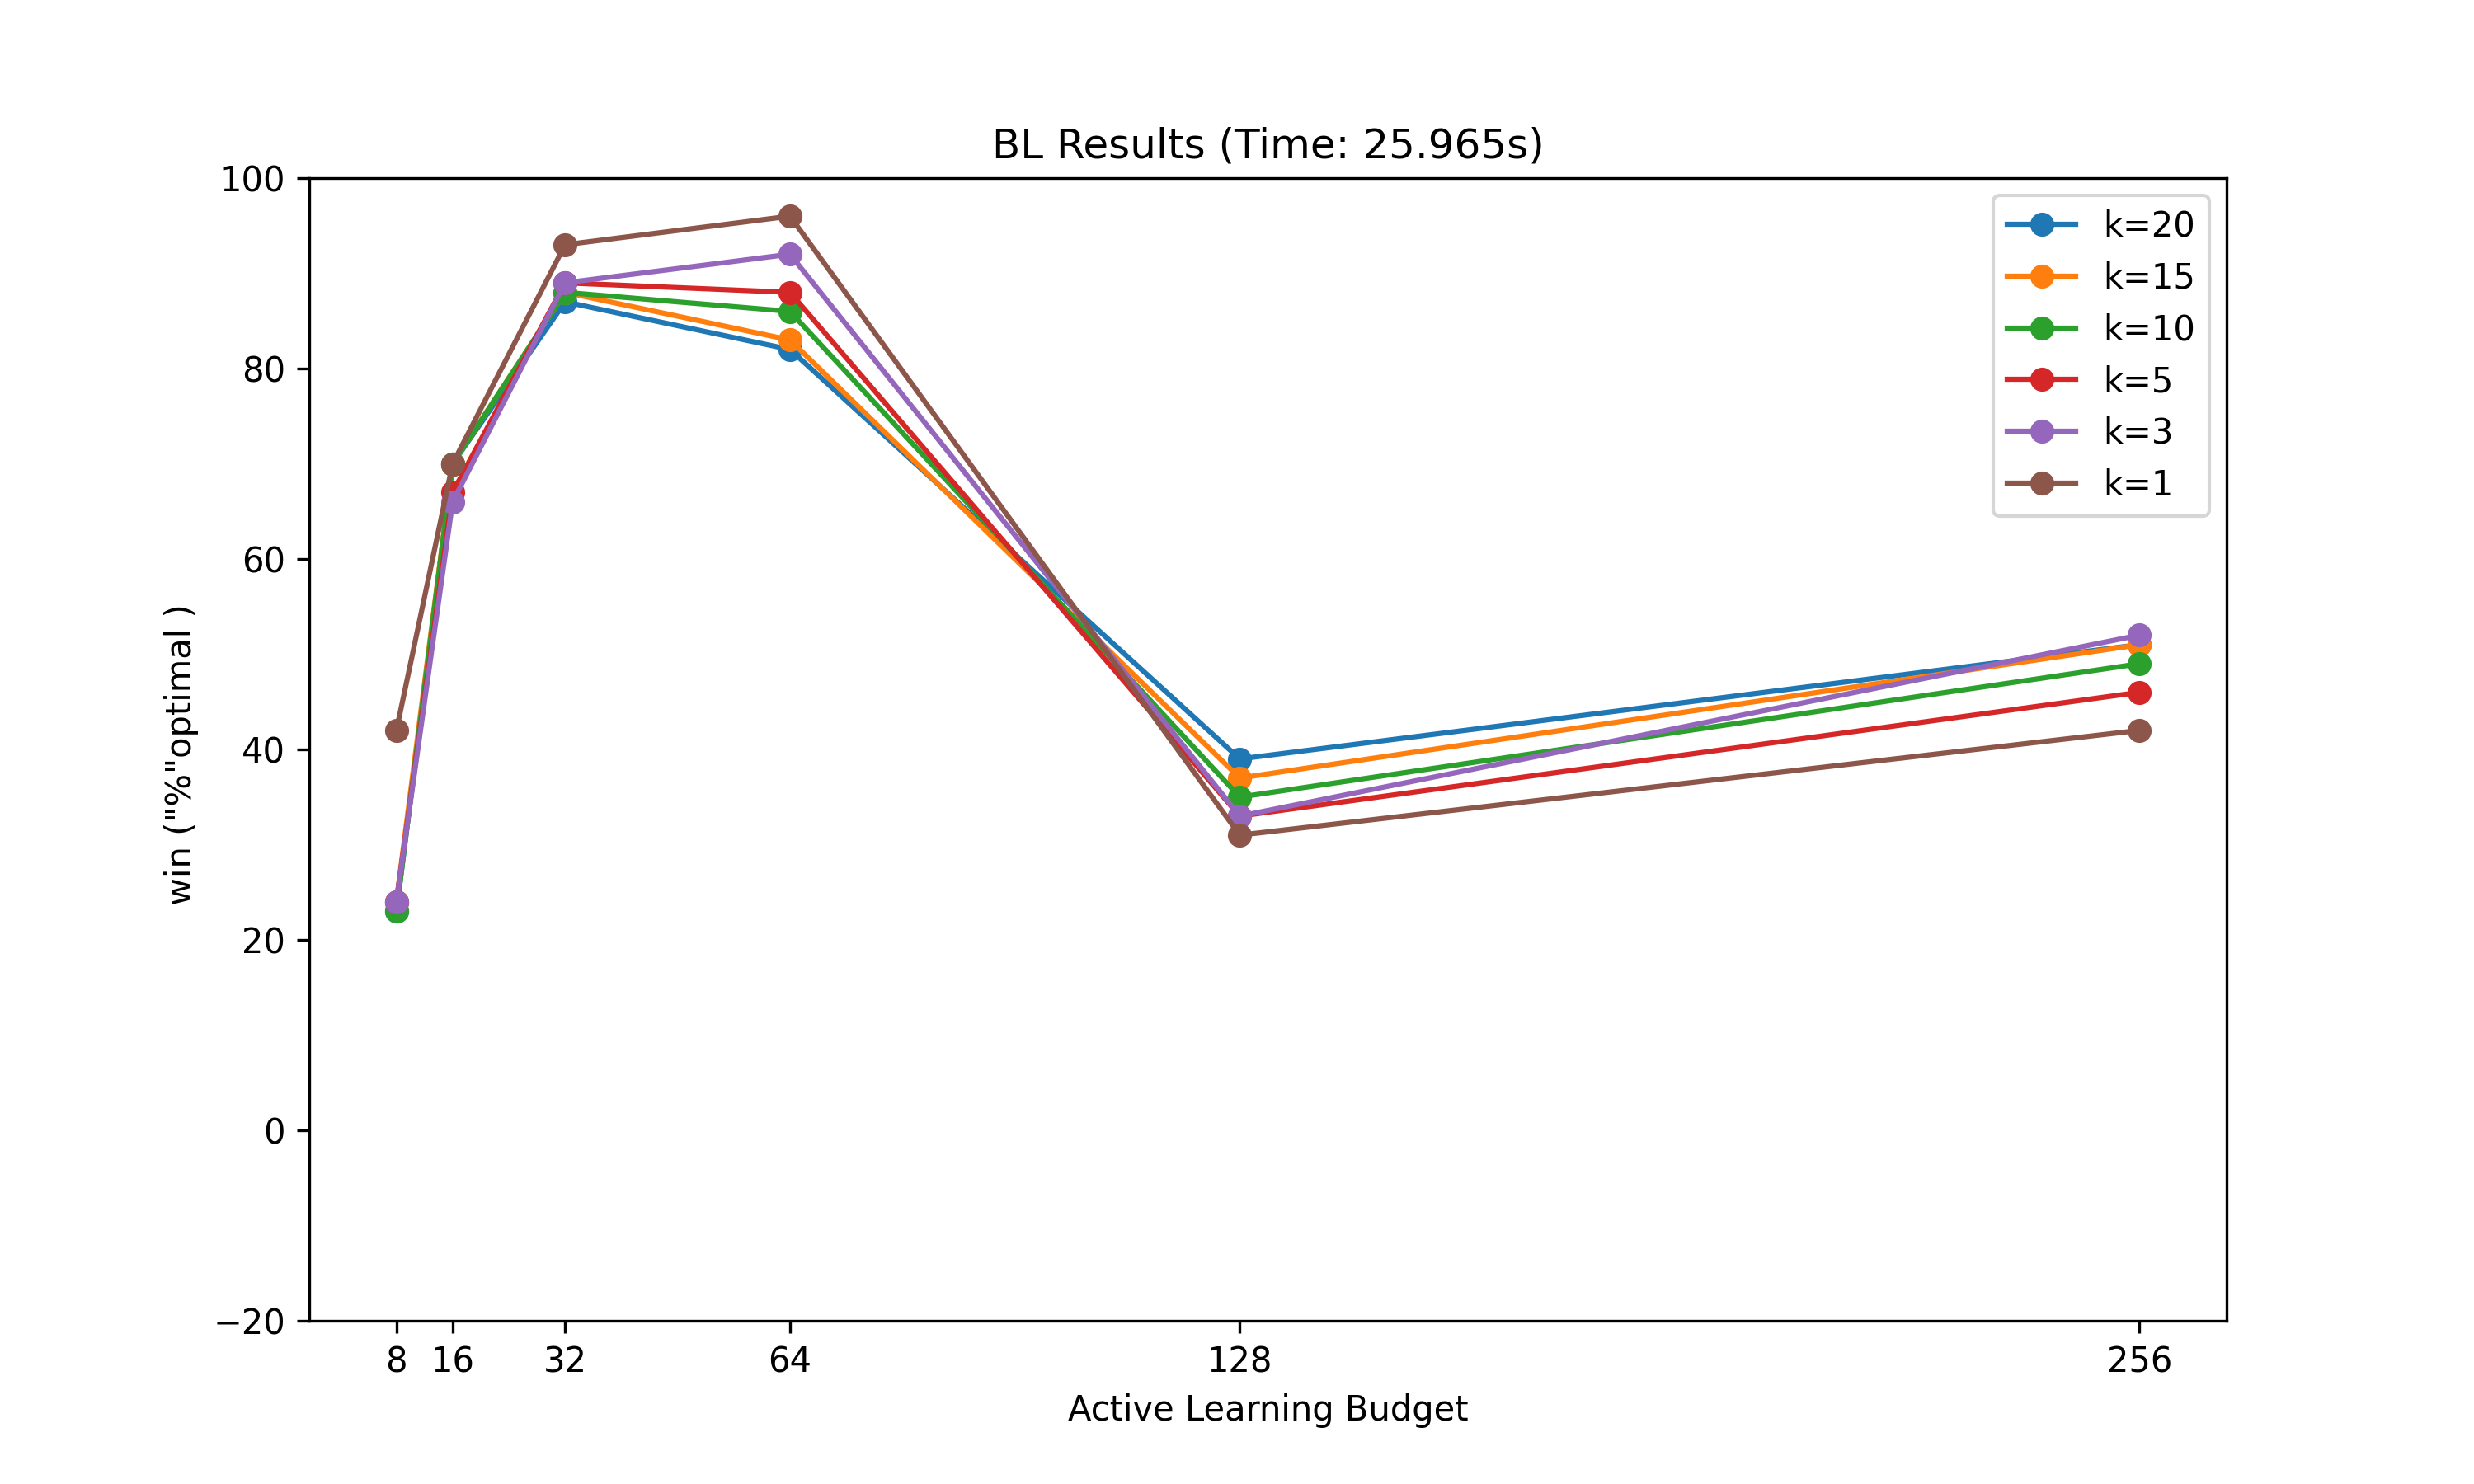 BL Results (Time: 25.965s)
100
80
60
40
20
0
−20
win ("%"optimal )
k=20
k=15
k=10
k=5
k=3
k=1
8 16 32 64 128 256
Active Learning Budget